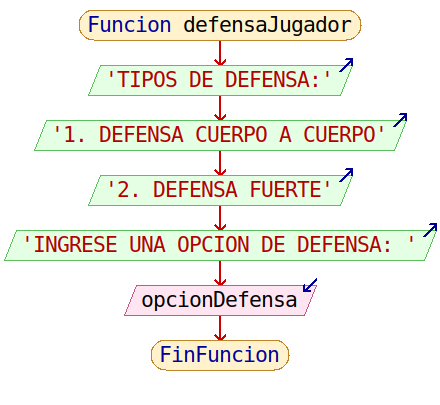 Funcion defensaJugador
'TIPOS DE DEFENSA:'
'1. DEFENSA CUERPO A CUERPO'
'2. DEFENSA FUERTE'
'INGRESE UNA OPCION DE DEFENSA: '
opcionDefensa
FinFuncion